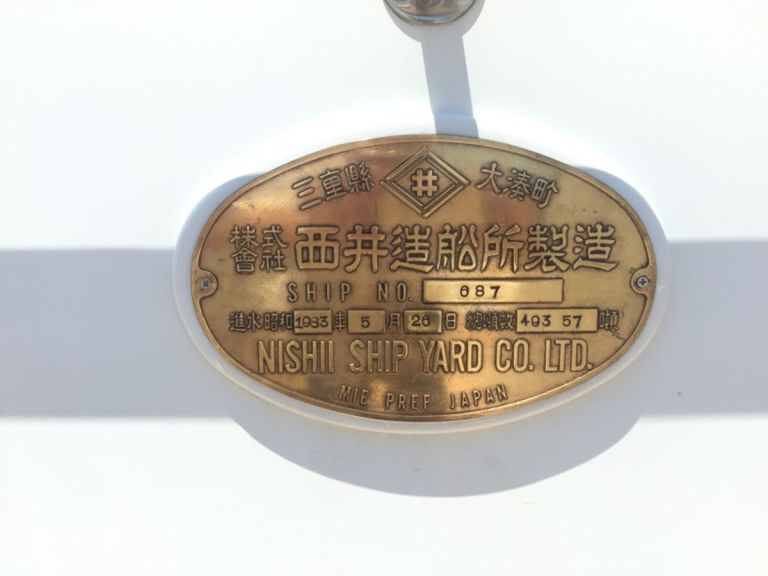 三重縣 井 大湊町
株式會社 西井造船所製造
SHIP NO. 687
進水昭和1983年5月26日 總噸数 493 57 噸
NISHII SHIP YARD CO. LTD.
MIE PREF JAPAN